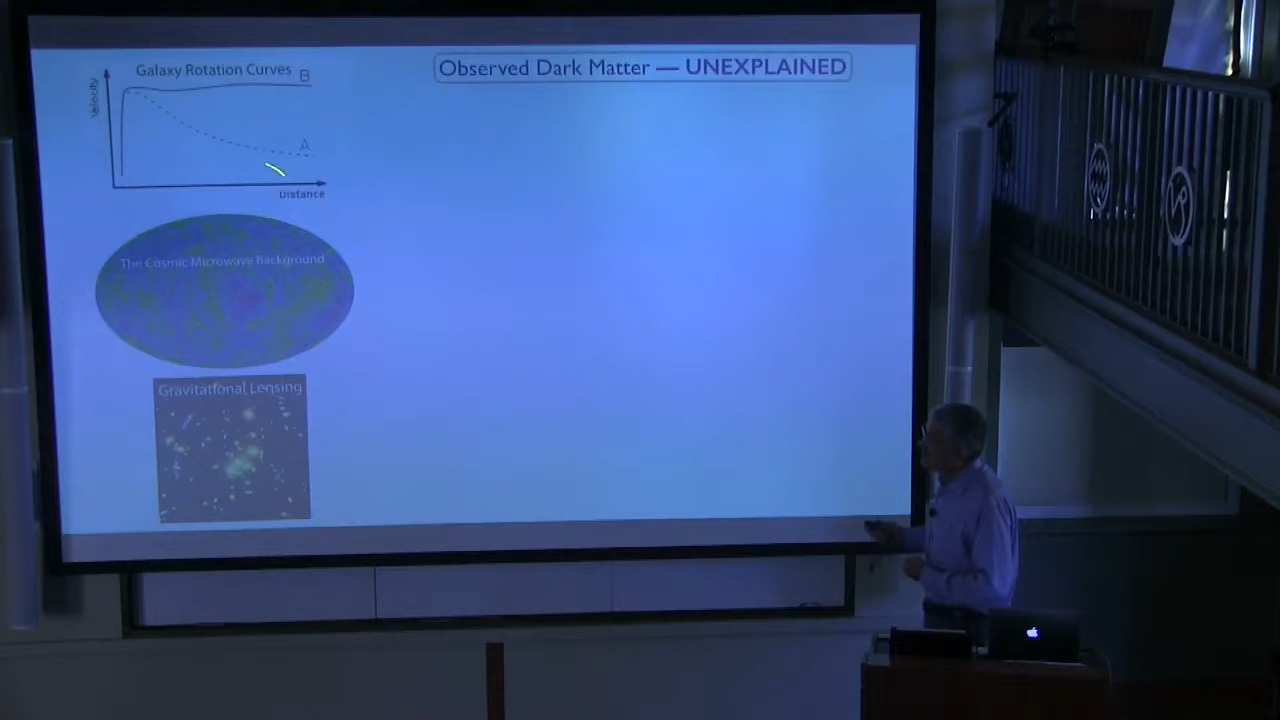 Observed Dark Matter — UNEXPLAINED
Galaxy Rotation Curves
B
Velocity
A
Distance
The Cosmic Microwave Background
Gravitational Lensing